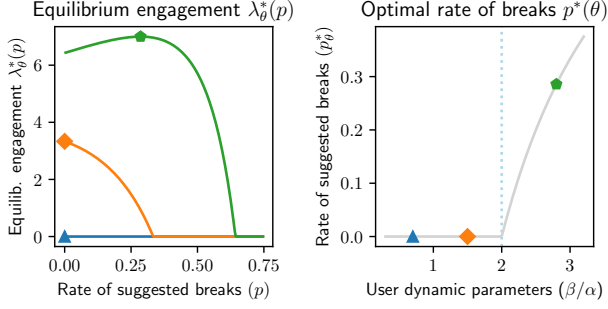 Equilibrium engagement λ*θ(p)
Equilib. engagement λ*θ(p)
6
4
2
0
0.00 0.25 0.50 0.75
Rate of suggested breaks (p)
Optimal rate of breaks p*(θ)
Rate of suggested breaks (p*θ)
0.3
0.2
0.1
0.0
1 2 3
User dynamic parameters (β/α)